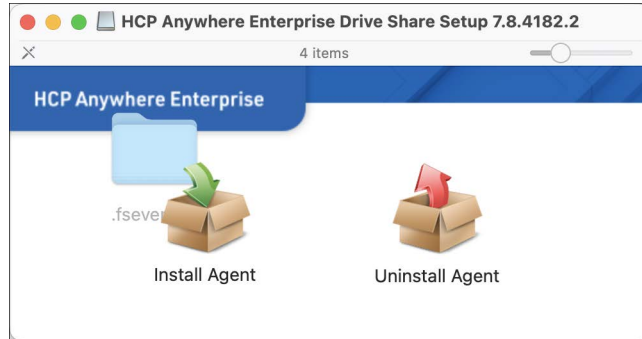 HCP Anywhere Enterprise Drive Share Setup 7.8.4182.2
4 items
HCP Anywhere Enterprise
Install Agent
Uninstall Agent